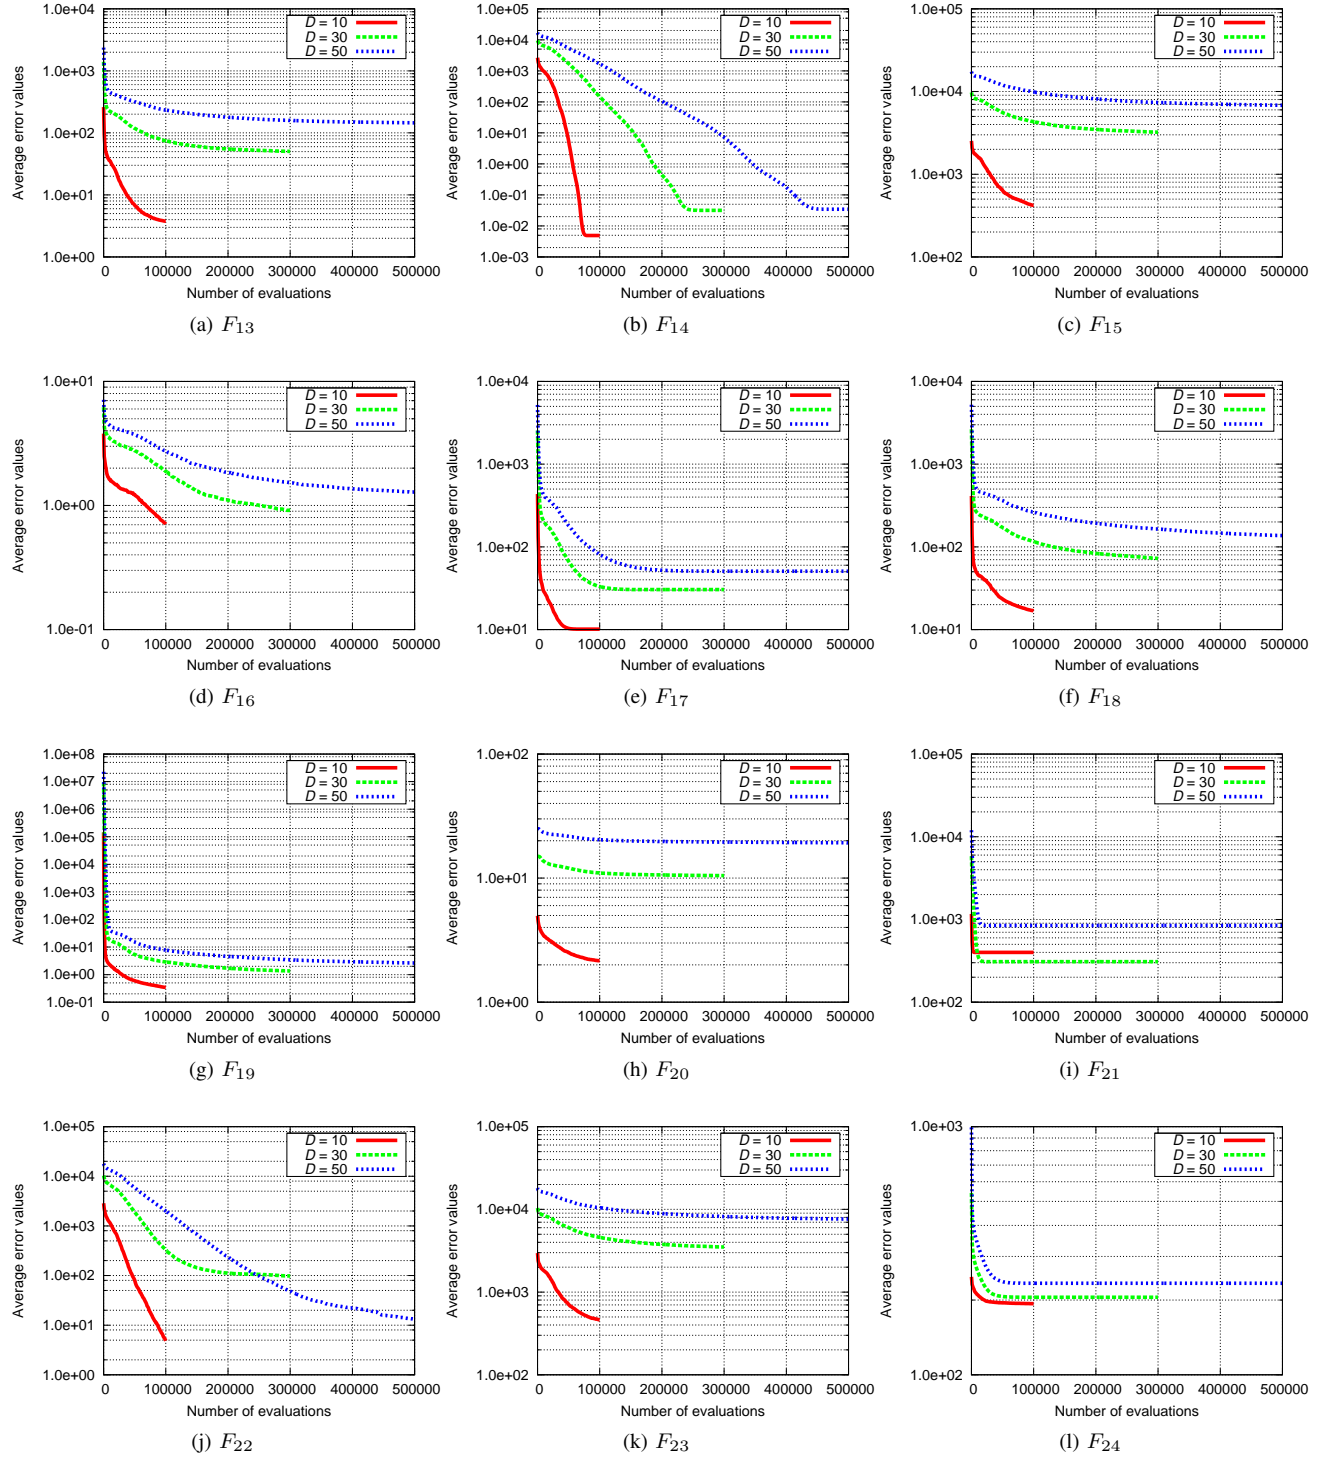 1.0e+04
1.0e+03
1.0e+02
1.0e+01
1.0e+00
Average error values
0 100000 200000 300000 400000 500000
Number of evaluations
D = 10
D = 30
D = 50
(a) F13
1.0e+05
1.0e+04
1.0e+03
1.0e+02
1.0e+01
1.0e+00
1.0e-01
1.0e-02
1.0e-03
Average error values
0 100000 200000 300000 400000 500000
Number of evaluations
D = 10
D = 30
D = 50
(b) F14
1.0e+05
1.0e+04
1.0e+03
1.0e+02
Average error values
0 100000 200000 300000 400000 500000
Number of evaluations
D = 10
D = 30
D = 50
(c) F15
1.0e+01
1.0e+00
1.0e-01
Average error values
0 100000 200000 300000 400000 500000
Number of evaluations
D = 10
D = 30
D = 50
(d) F16
1.0e+04
1.0e+03
1.0e+02
1.0e+01
Average error values
0 100000 200000 300000 400000 500000
Number of evaluations
D = 10
D = 30
D = 50
(e) F17
1.0e+04
1.0e+03
1.0e+02
1.0e+01
Average error values
0 100000 200000 300000 400000 500000
Number of evaluations
D = 10
D = 30
D = 50
(f) F18
1.0e+08
1.0e+07
1.0e+06
1.0e+05
1.0e+04
1.0e+03
1.0e+02
1.0e+01
1.0e+00
1.0e-01
Average error values
0 100000 200000 300000 400000 500000
Number of evaluations
D = 10
D = 30
D = 50
(g) F19
1.0e+02
1.0e+01
1.0e+00
Average error values
0 100000 200000 300000 400000 500000
Number of evaluations
D = 10
D = 30
D = 50
(h) F20
1.0e+05
1.0e+04
1.0e+03
1.0e+02
Average error values
0 100000 200000 300000 400000 500000
Number of evaluations
D = 10
D = 30
D = 50
(i) F21
1.0e+05
1.0e+04
1.0e+03
1.0e+02
1.0e+01
1.0e+00
Average error values
0 100000 200000 300000 400000 500000
Number of evaluations
D = 10
D = 30
D = 50
(j) F22
1.0e+05
1.0e+04
1.0e+03
1.0e+02
Average error values
0 100000 200000 300000 400000 500000
Number of evaluations
D = 10
D = 30
D = 50
(k) F23
1.0e+03
1.0e+02
Average error values
0 100000 200000 300000 400000 500000
Number of evaluations
D = 10
D = 30
D = 50
(l) F24